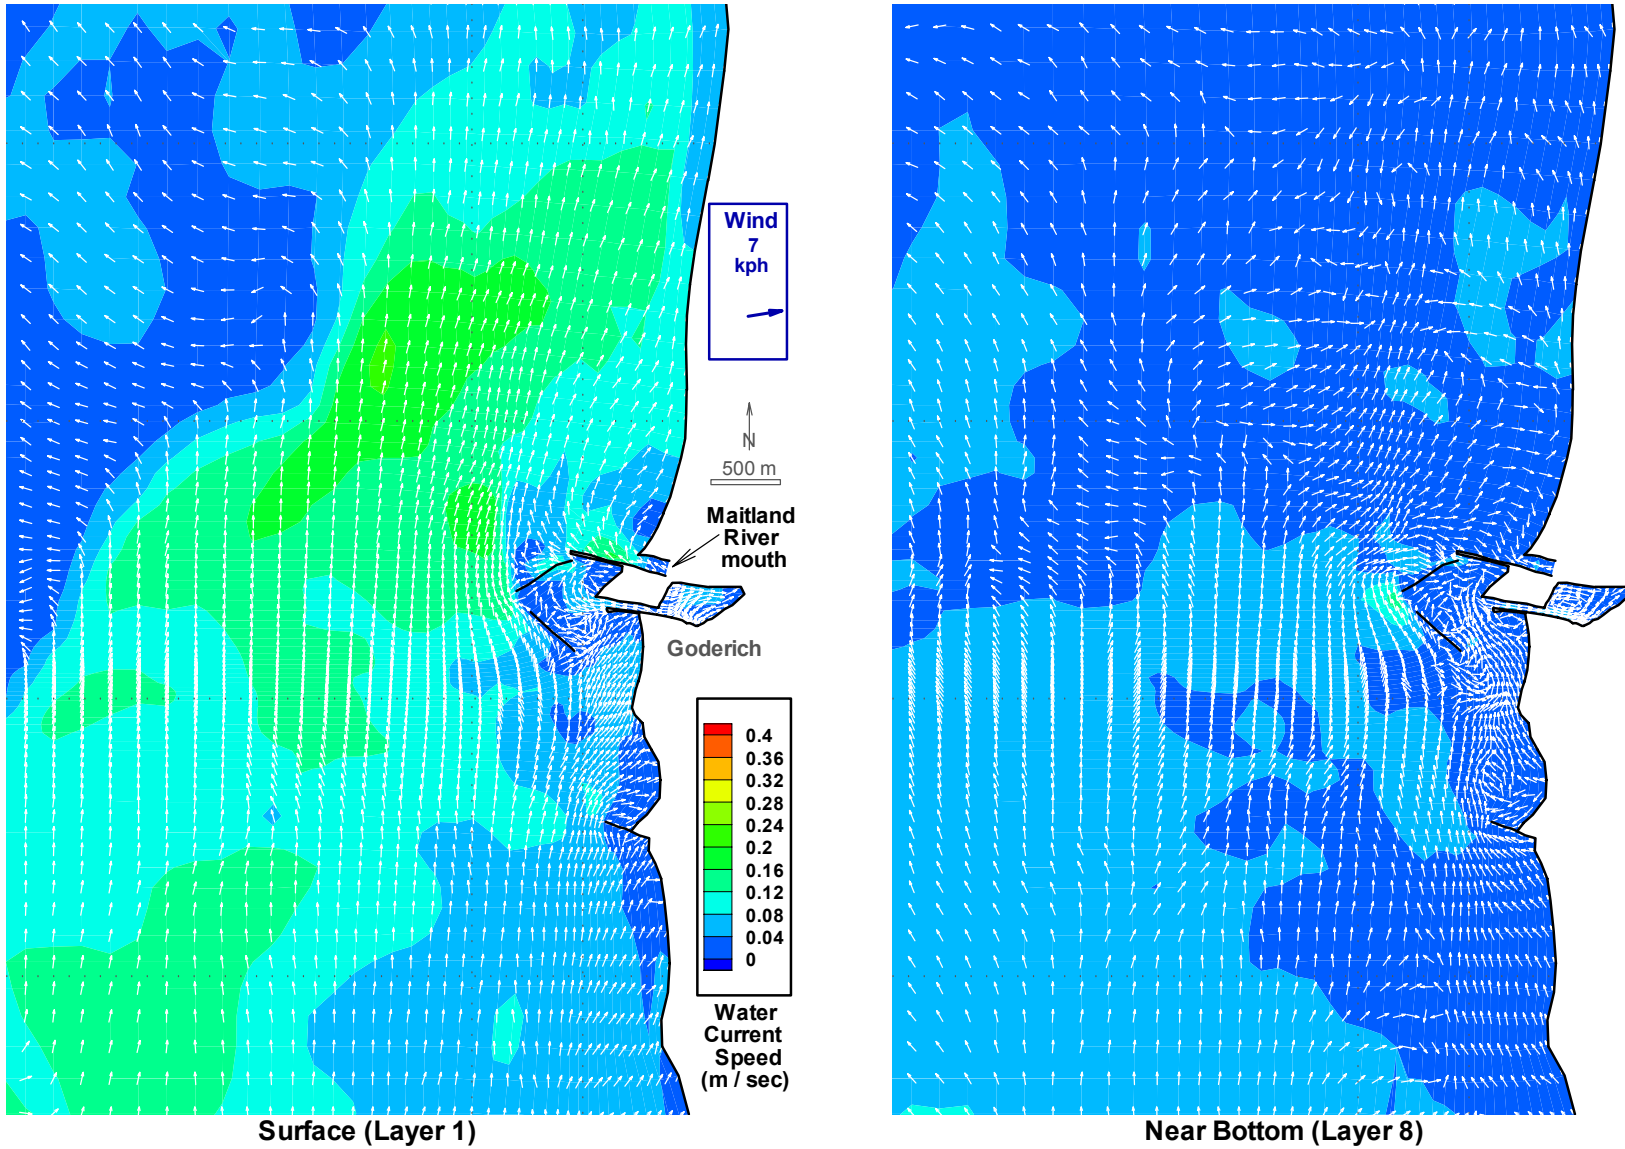 Wind
7
kph
N
500 m
Maitland
River
mouth
Goderich
0.4
0.36
0.32
0.28
0.24
0.2
0.16
0.12
0.08
0.04
0
Water
Current
Speed
(m / sec)
Surface (Layer 1)
Near Bottom (Layer 8)